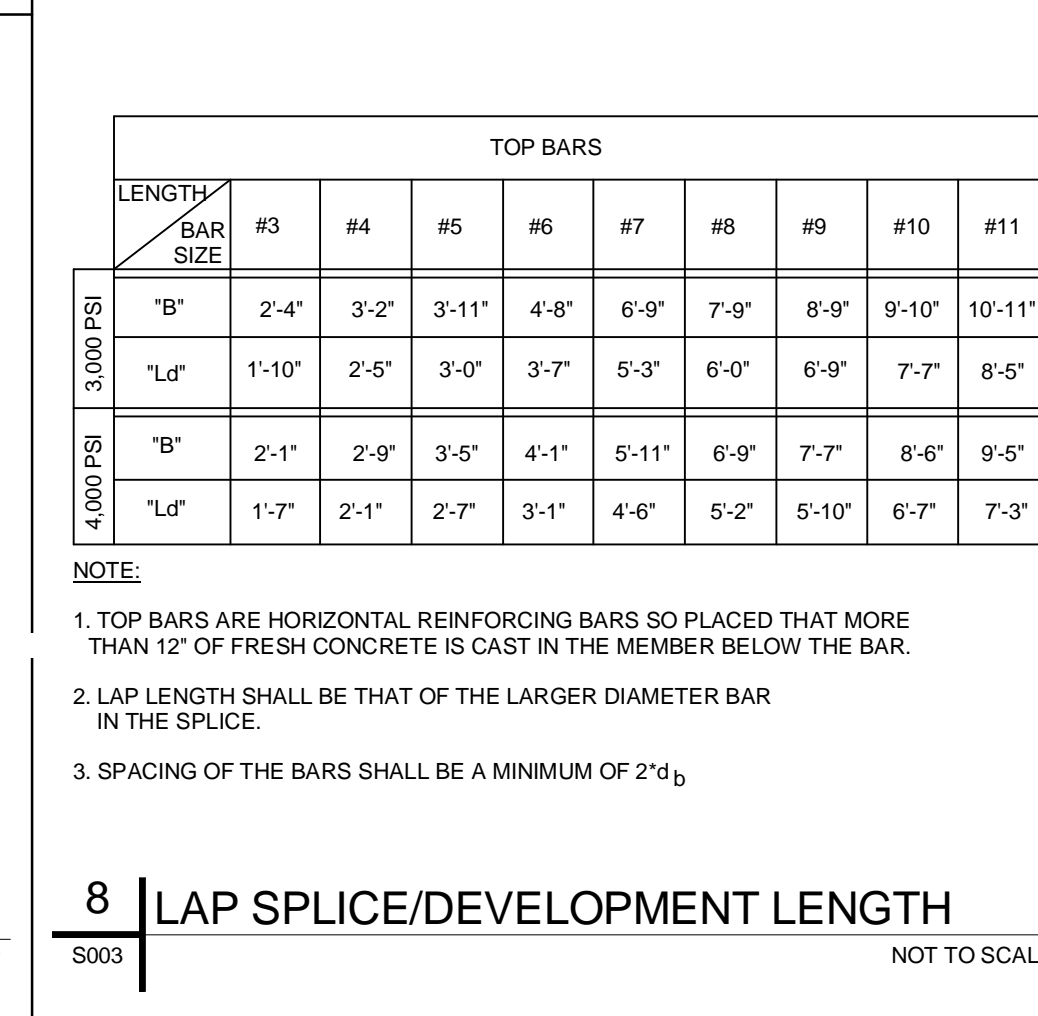 TOP BARS
LENGTH
BAR
SIZE
#3 #4 #5 #6 #7 #8 #9 #10 #11
3,000 PSI
"B" 2'-4" 3'-2" 3'-11" 4'-8" 6'-9" 7'-9" 8'-9" 9'-10" 10'-11"
"Ld" 1'-10" 2'-5" 3'-0" 3'-7" 5'-3" 6'-0" 6'-9" 7'-7" 8'-5"
4,000 PSI
"B" 2'-1" 2'-9" 3'-5" 4'-1" 5'-11" 6'-9" 7'-7" 8'-6" 9'-5"
"Ld" 1'-7" 2'-1" 2'-7" 3'-1" 4'-6" 5'-2" 5'-10" 6'-7" 7'-3"
NOTE:
1. TOP BARS ARE HORIZONTAL REINFORCING BARS SO PLACED THAT MORE
THAN 12" OF FRESH CONCRETE IS CAST IN THE MEMBER BELOW THE BAR.
2. LAP LENGTH SHALL BE THAT OF THE LARGER DIAMETER BAR
IN THE SPLICE.
3. SPACING OF THE BARS SHALL BE A MINIMUM OF 2*db
8 LAP SPLICE/DEVELOPMENT LENGTH
S003 NOT TO SCAL